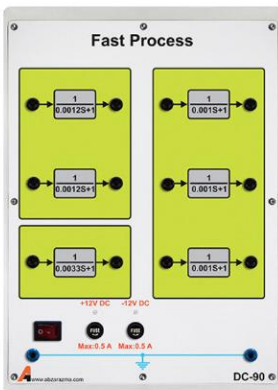 Fast Process
1
0.0012S+1
1
0.001S+1
1
0.0012S+1
1
0.001S+1
1
0.0033S+1
1
0.001S+1
+12V DC
-12V DC
FUSE
FUSE
Max:0.5 A
Max:0.5 A
www.abzarazma.com
DC-90